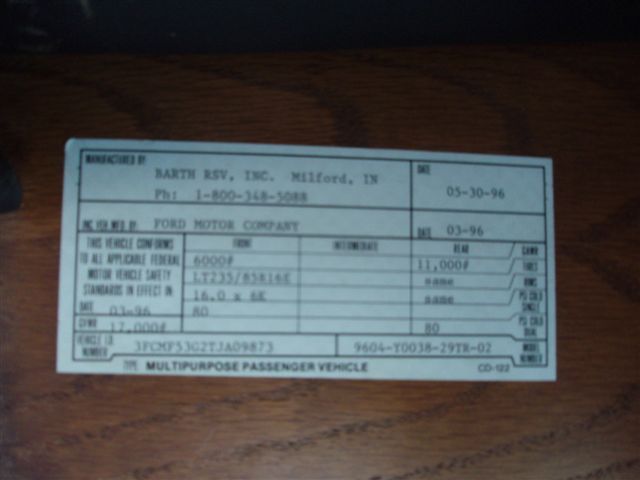 MANUFACTURED BY: BARTH RSV, INC. Milford, IN DATE
Ph: 1-800-348-5088 05-30-96
INC. VEH. MFD. BY: FORD MOTOR COMPANY DATE 03-96
THIS VEHICLE CONFORMS FRONT INTERMEDIATE REAR GAWR
TO ALL APPLICABLE FEDERAL 6000# 11,000# TIRES
MOTOR VEHICLE SAFETY LT235/85R16E same RIMS
STANDARDS IN EFFECT IN: 16.0 x 6K same PSI COLD SINGLE
DATE 03-96 80
GVWR 17,000# 80 PSI COLD DUAL
VEHICLE I.D. NUMBER 3FCMF53G2TJA09873 9604-Y0038-29TR-02 MODEL NUMBER
TYPE MULTIPURPOSE PASSENGER VEHICLE CD-122